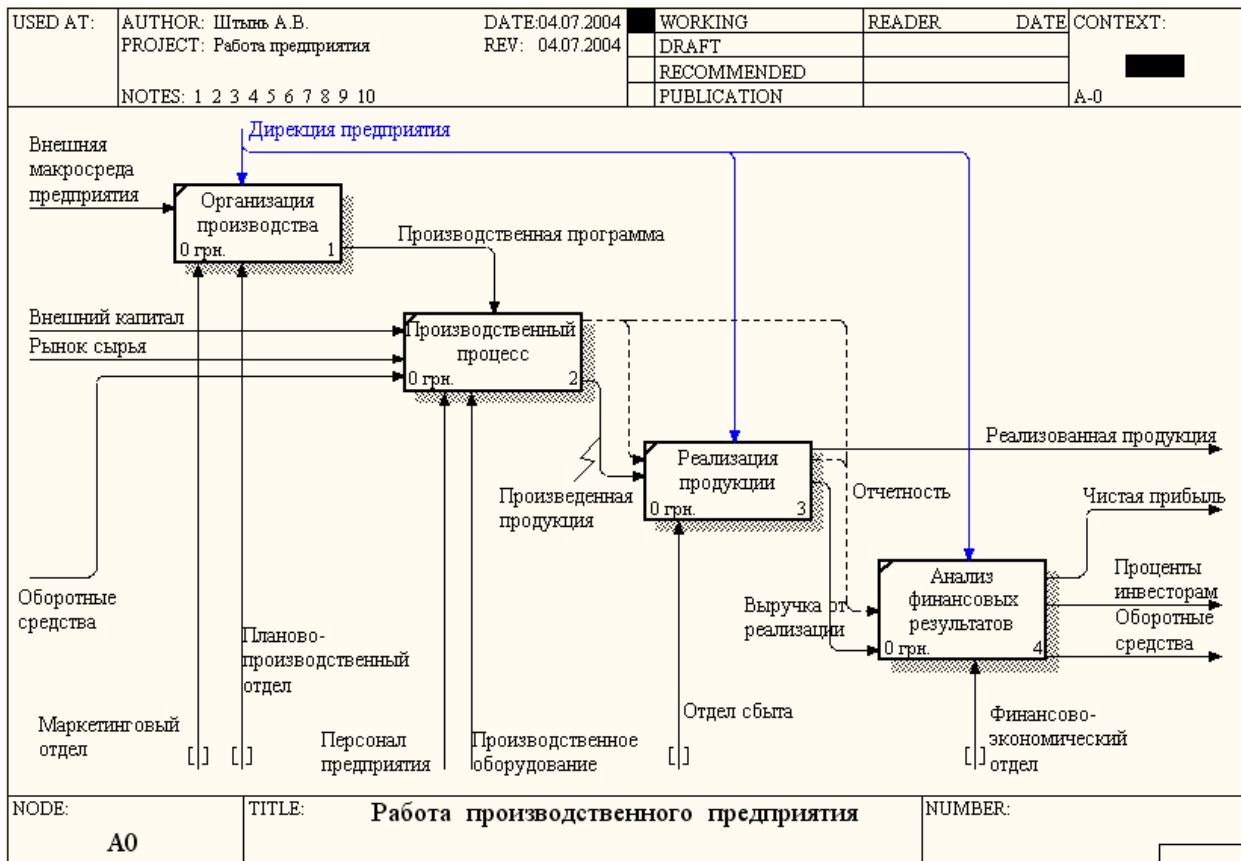 USED AT:
AUTHOR: Штынь А.В.
DATE:04.07.2004
PROJECT: Работа предприятия
REV: 04.07.2004
NOTES: 1 2 3 4 5 6 7 8 9 10
WORKING
DRAFT
RECOMMENDED
PUBLICATION
READER
DATE
CONTEXT:
A-0
Дирекция предприятия
Внешняя
макросреда
предприятия
Организация
производства
0 грн.
1
Производственная программа
Внешний капитал
Рынок сырья
Производственный
процесс
0 грн.
2
Реализованная продукция
Реализация
продукции
0 грн.
3
Произведенная
продукция
Отчетность
Чистая прибыль
Анализ
финансовых
результатов
0 грн.
4
Проценты
инвесторам
Оборотные
средства
Выручка от
реализации
Оборотные
средства
Планово-
производственный
отдел
Маркетинговый
отдел
Персонал
предприятия
Производственное
оборудование
Отдел сбыта
Финансово-
экономический
отдел
NODE:
A0
TITLE:
Работа производственного предприятия
NUMBER: